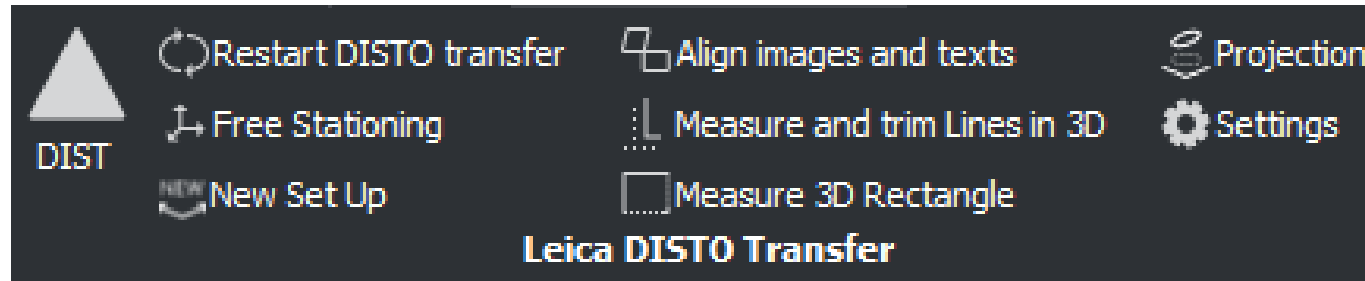 Restart DISTO transfer
Align images and texts
Projection
Free Stationing
Measure and trim Lines in 3D
Settings
DIST
NEW New Set Up
Measure 3D Rectangle
Leica DISTO Transfer